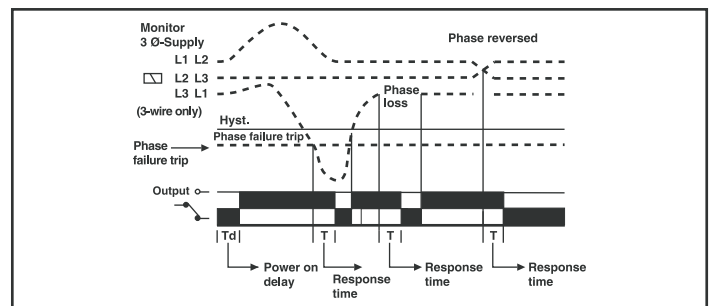 Monitor
3 Ø-Supply
L1 L2
L2 L3
L3 L1
(3-wire only)
Phase reversed
Phase
loss
Hyst.
Phase failure trip
Phase
failure trip
Output
Td
T
T
T
Power on
delay
Response
time
Response
time
Response
time